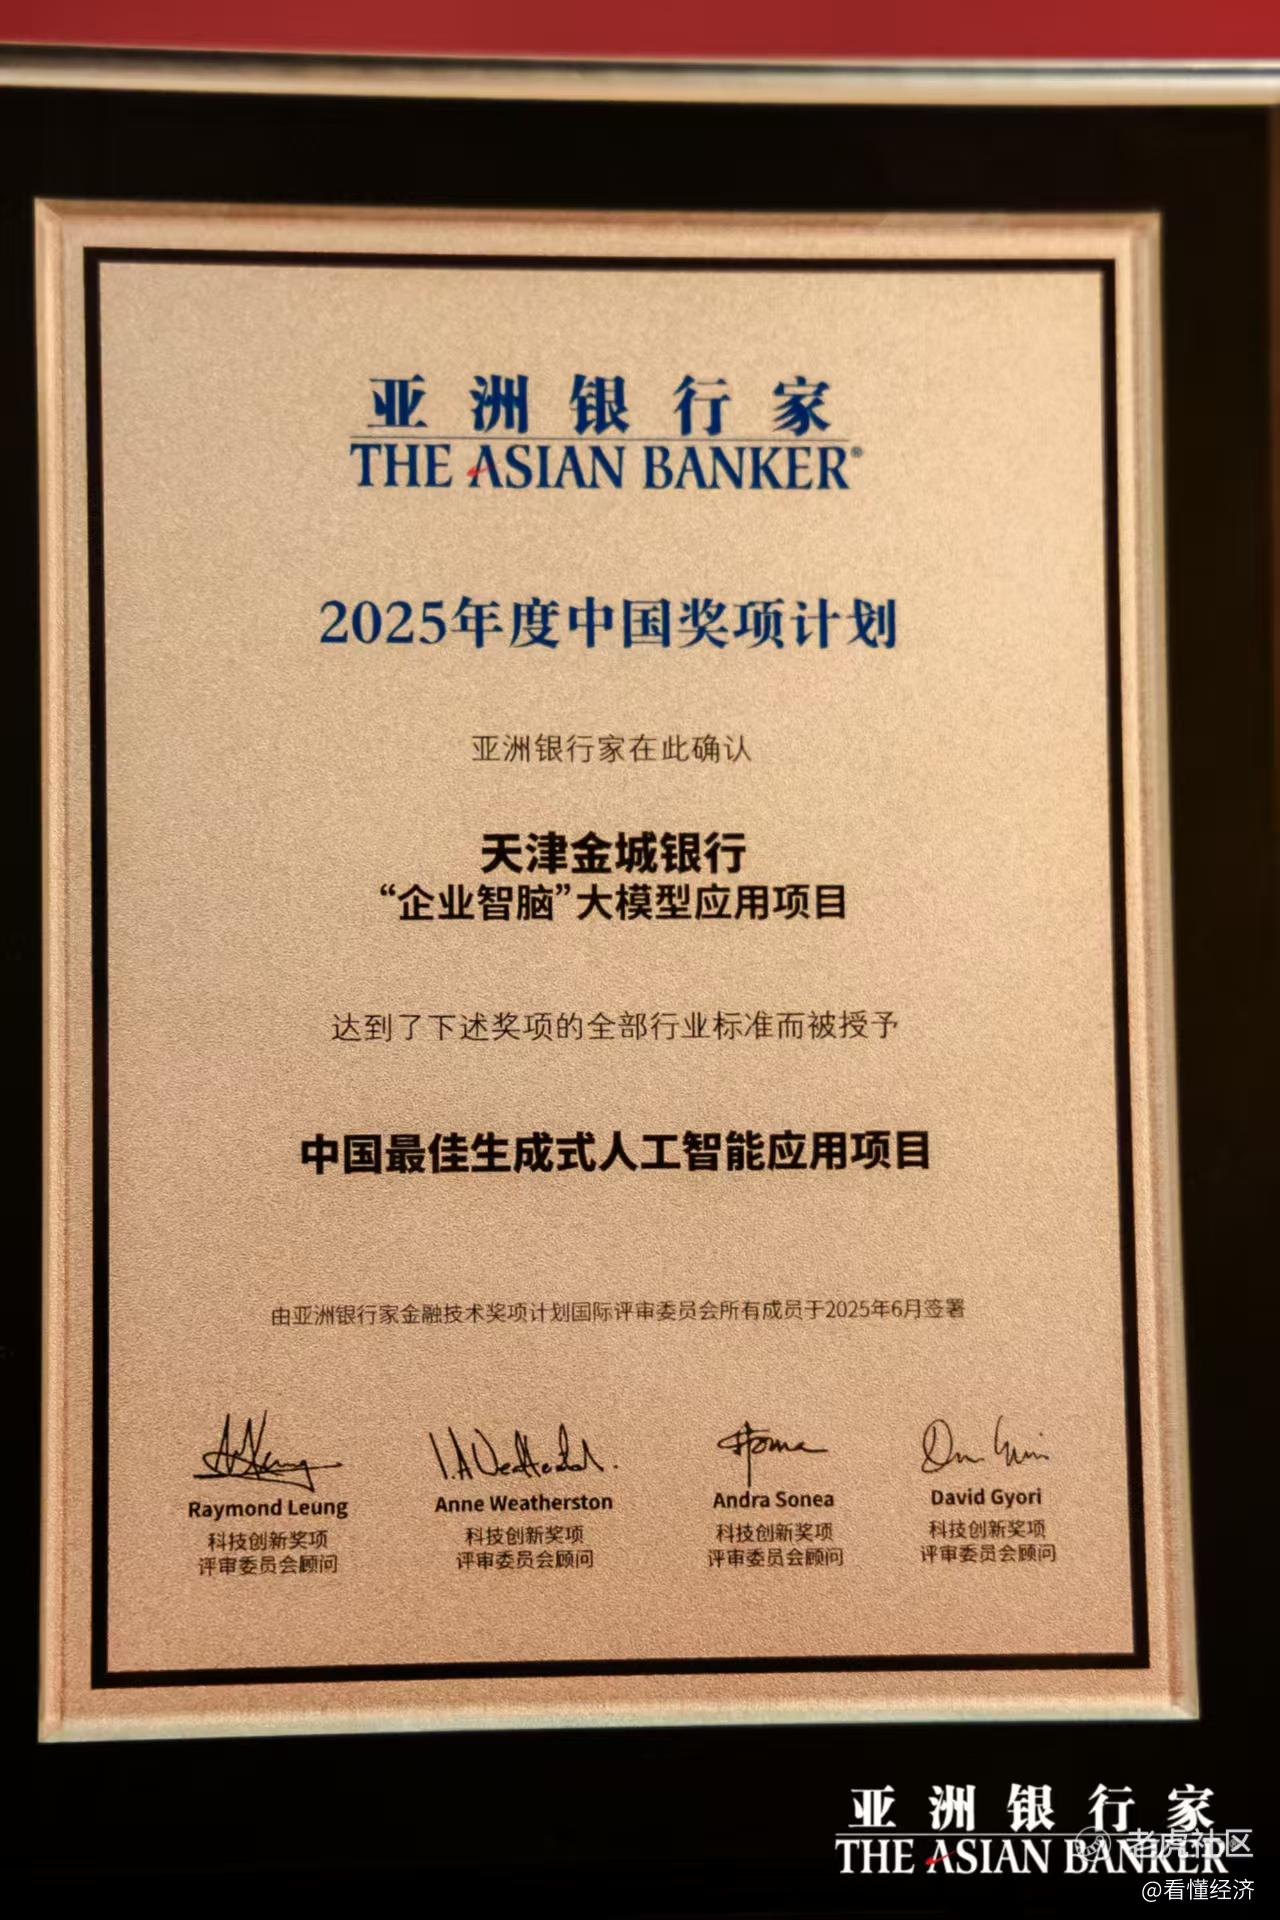 亚洲银行家
THE ASIAN BANKER®
2025年度中国奖项计划
亚洲银行家在此确认
天津金城银行
“企业智脑”大模型应用项目
达到了下述奖项的全部行业标准而被授予
中国最佳生成式人工智能应用项目
由亚洲银行家金融技术奖项计划国际评审委员会所有成员于2025年6月签署
Raymond Leung
科技创新奖项
评审委员会顾问
Anne Weatherston
科技创新奖项
评审委员会顾问
Andra Sonea
科技创新奖项
评审委员会顾问
David Gyori
科技创新奖项
评审委员会顾问
亚洲银行家
THE ASIAN BANKER
老虎社区
@看懂经济